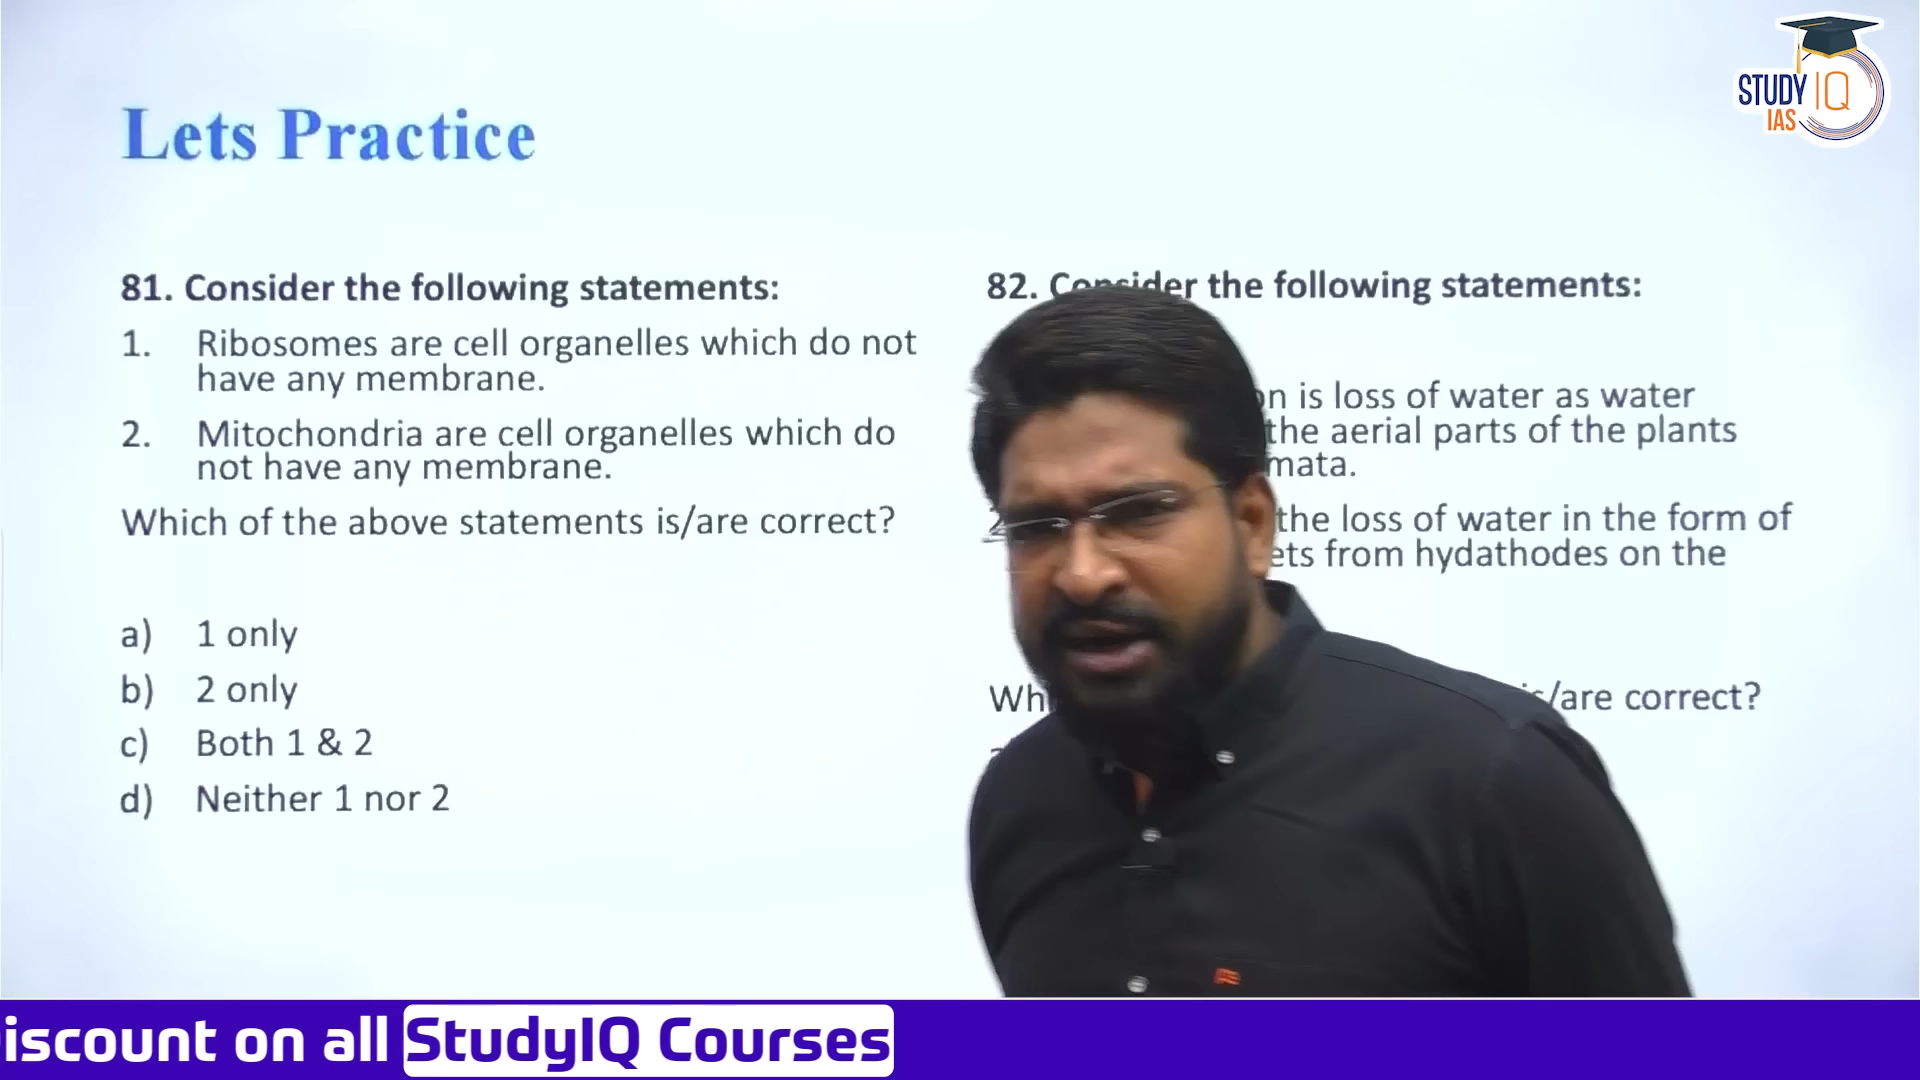 STUDY IQ
IAS
Lets Practice
81. Consider the following statements:
1. Ribosomes are cell organelles which do not
have any membrane.
2. Mitochondria are cell organelles which do
not have any membrane.
Which of the above statements is/are correct?
a) 1 only
b) 2 only
c) Both 1 & 2
d) Neither 1 nor 2
82. Consider the following statements:
is loss of water as water
the aerial parts of the plants
the loss of water in the form of
from hydathodes on the
is/are correct?
on all StudyIQ Courses